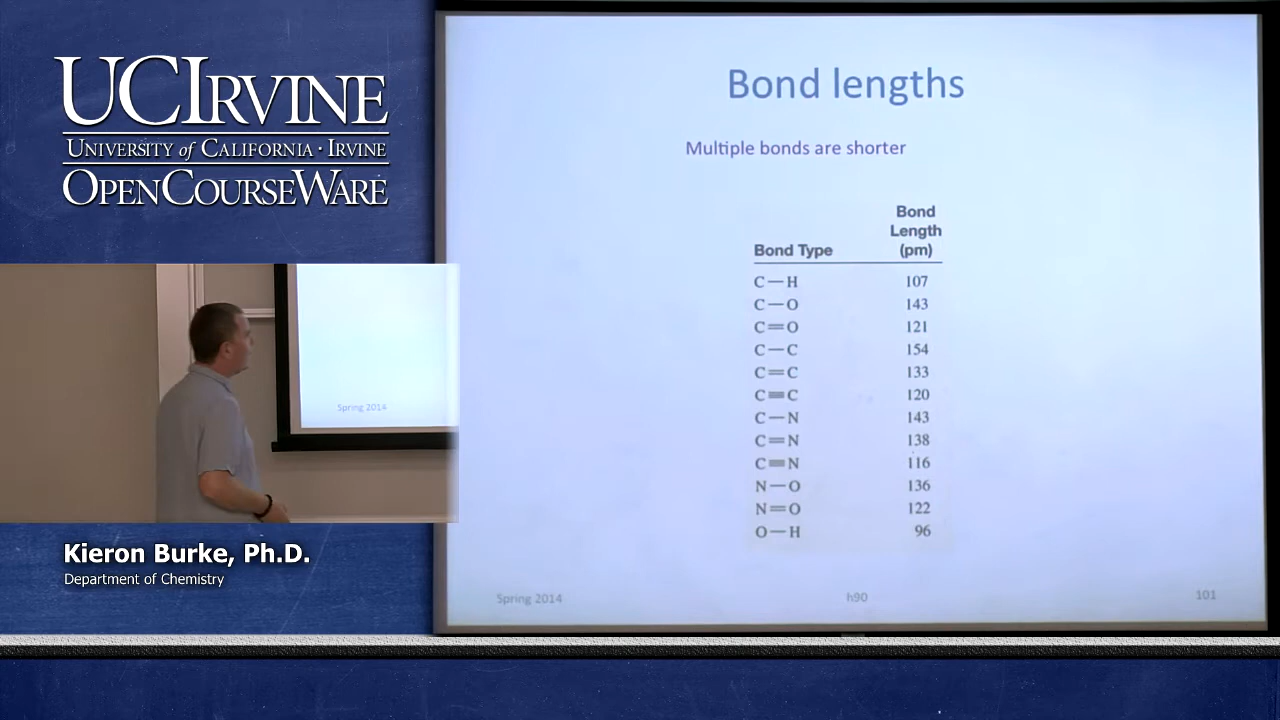 UCIRVINE
UNIVERSITY of CALIFORNIA · IRVINE
OPENCOURSEWARE
Spring 2014
Kieron Burke, Ph.D.
Department of Chemistry
Bond lengths
Multiple bonds are shorter
Bond Type Bond Length (pm)
C—H 107
C—O 143
C=O 121
C—C 154
C=C 133
C≡C 120
C—N 143
C=N 138
C≡N 116
N—O 136
N=O 122
O—H 96
Spring 2014 h90 101